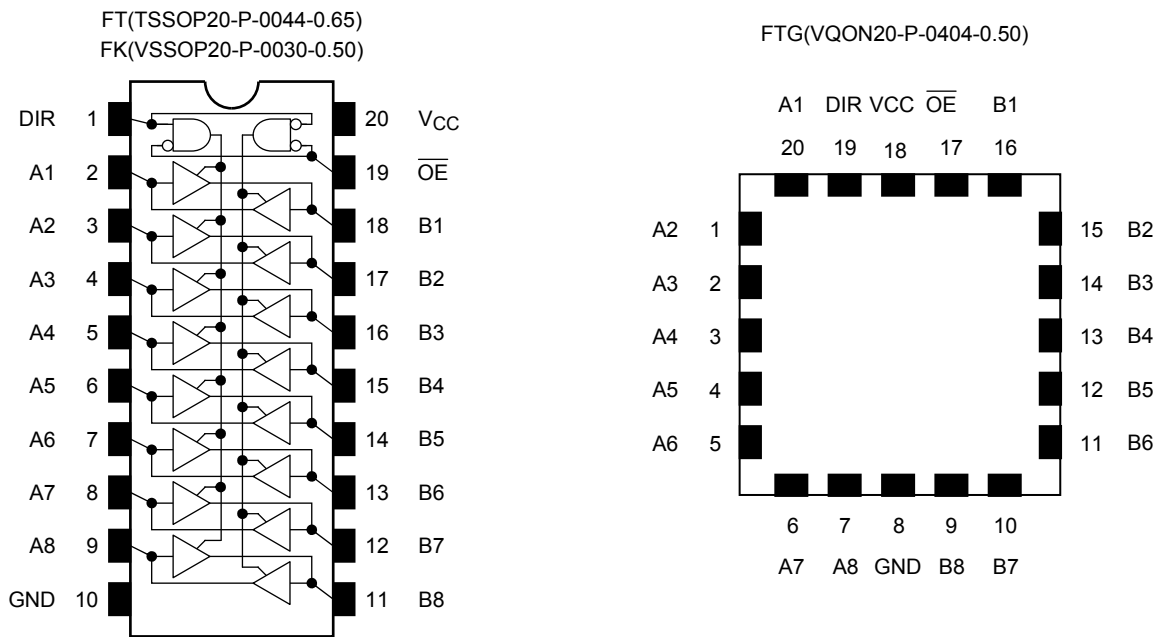 FT(TSSOP20-P-0044-0.65)
FK(VSSOP20-P-0030-0.50)
DIR 1 20 VCC
A1 2 19 OE
A2 3 18 B1
A3 4 17 B2
A4 5 16 B3
A5 6 15 B4
A6 7 14 B5
A7 8 13 B6
A8 9 12 B7
GND 10 11 B8
FTG(VQON20-P-0404-0.50)
A1 DIR VCC OE B1
20 19 18 17 16
A2 1 15 B2
A3 2 14 B3
A4 3 13 B4
A5 4 12 B5
A6 5 11 B6
6 7 8 9 10
A7 A8 GND B8 B7